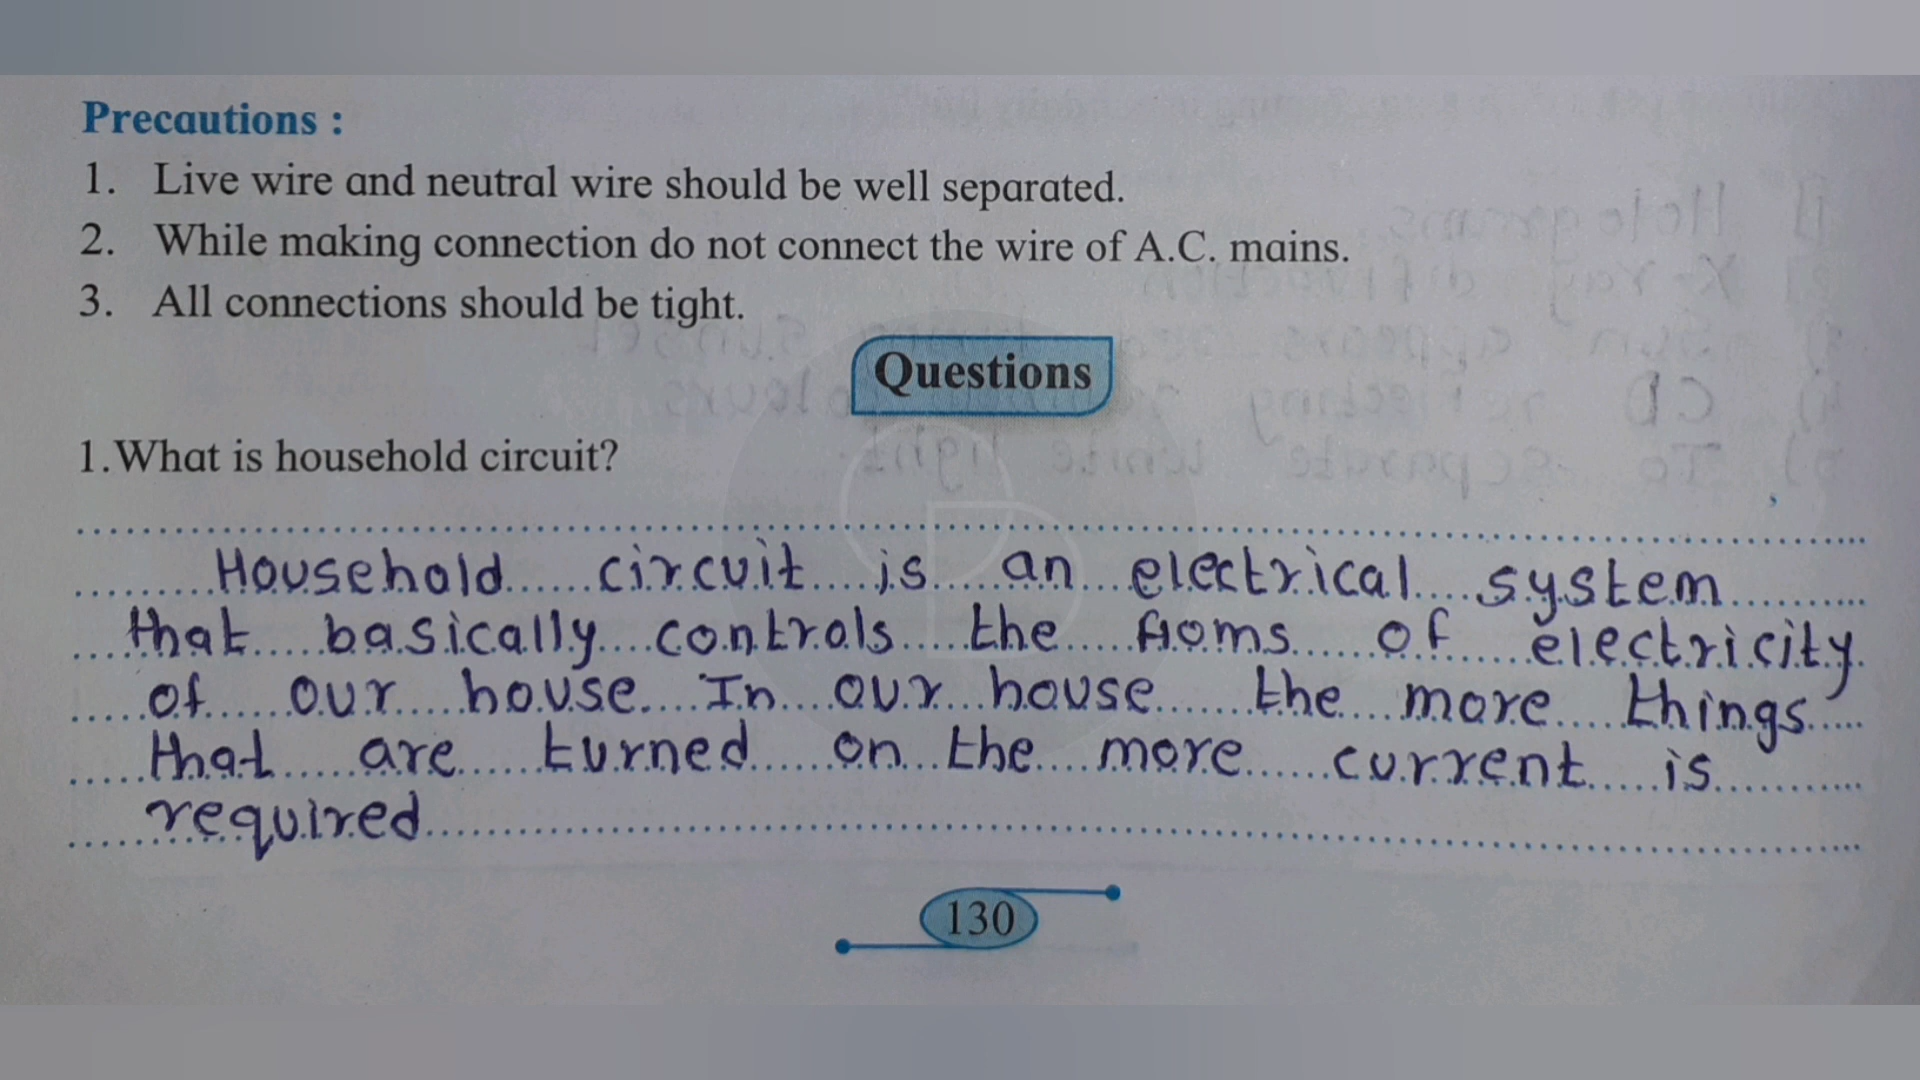 Precautions :
1. Live wire and neutral wire should be well separated.
2. While making connection do not connect the wire of A.C. mains.
3. All connections should be tight.
Questions
1. What is household circuit?
Household circuit is an electrical system
that basically controls the of electricity
of our house. In our house the more things
that are turned on the more current is
required
130